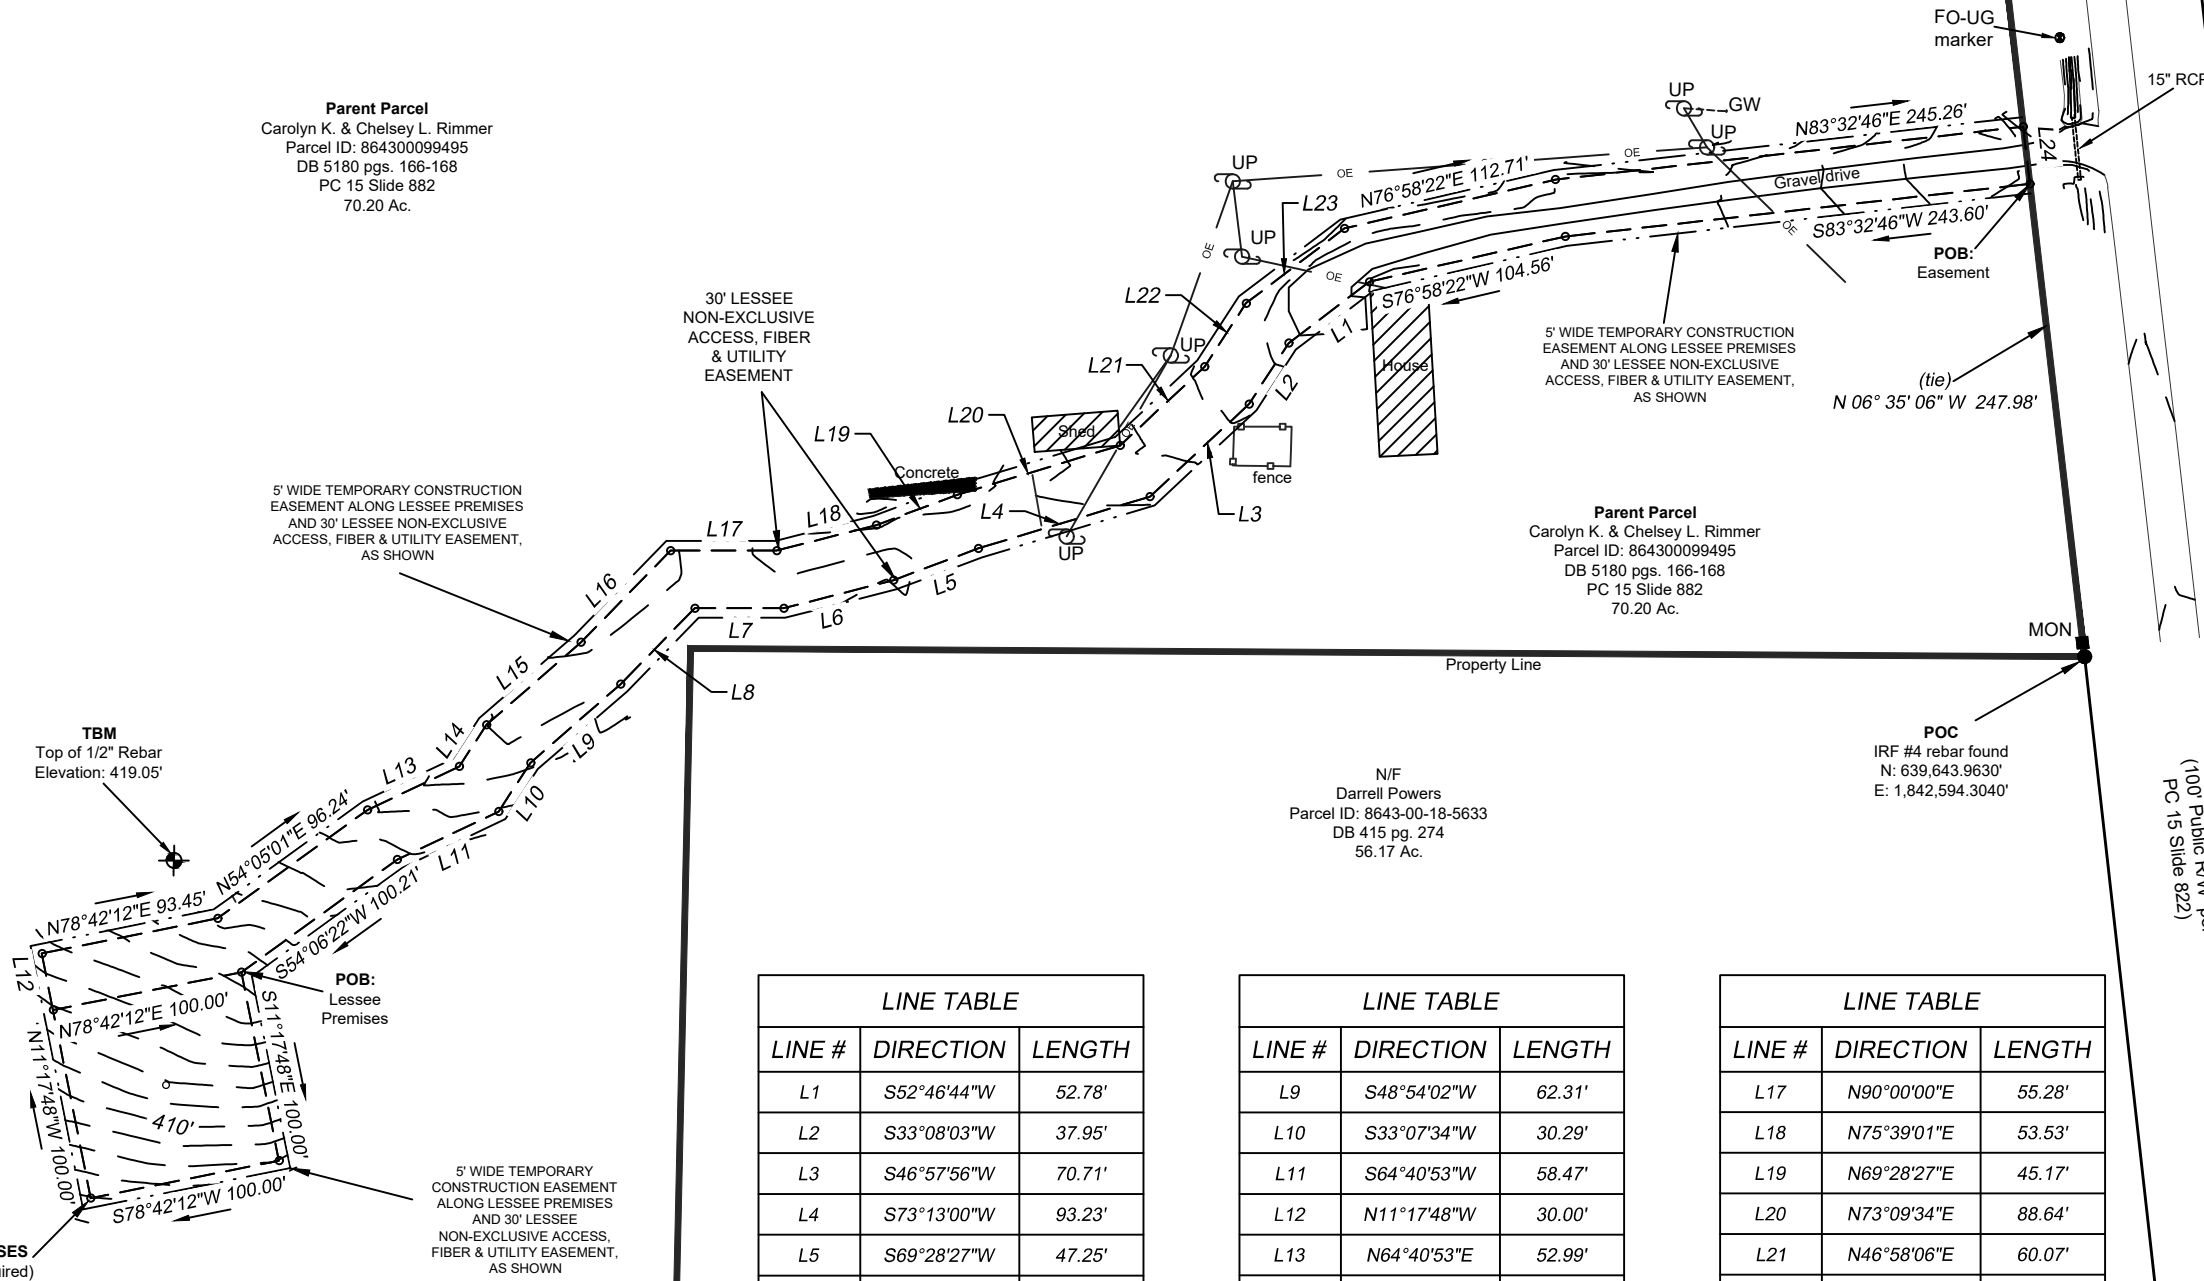 FO-UG
marker
15" RCP
Parent Parcel
Carolyn K. & Chelsey L. Rimmer
Parcel ID: 864300099495
DB 5180 pgs. 166-168
PC 15 Slide 882
70.20 Ac.
UP
GW
UP
N83°32'46"E 245.26'
L24
OE
UP
OE
N76°58'22"E 112.71'
Gravel drive
L23
S83°32'46"W 243.60'
OE
UP
OE
OE
POB:
Easement
S76°58'22"W 104.56'
L22
30' LESSEE
NON-EXCLUSIVE
ACCESS, FIBER
& UTILITY
EASEMENT
L1
UP
House
5' WIDE TEMPORARY CONSTRUCTION
EASEMENT ALONG LESSEE PREMISES
AND 30' LESSEE NON-EXCLUSIVE
ACCESS, FIBER & UTILITY EASEMENT,
AS SHOWN
(tie)
N 06° 35' 06" W 247.98'
L21
L2
L20
Shed
OE
L19
Concrete
fence
L3
L4
L18
L17
UP
5' WIDE TEMPORARY CONSTRUCTION
EASEMENT ALONG LESSEE PREMISES
AND 30' LESSEE NON-EXCLUSIVE
ACCESS, FIBER & UTILITY EASEMENT,
AS SHOWN
Parent Parcel
Carolyn K. & Chelsey L. Rimmer
Parcel ID: 864300099495
DB 5180 pgs. 166-168
PC 15 Slide 882
70.20 Ac.
L16
L5
L6
L7
MON
Property Line
L15
L8
L14
L9
L13
L10
L11
TBM
Top of 1/2" Rebar
Elevation: 419.05'
POC
IRF #4 rebar found
N: 639,643.9630'
E: 1,842,594.3040'
N/F
Darrell Powers
Parcel ID: 8643-00-18-5633
DB 415 pg. 274
56.17 Ac.
(100' Public R/W per
PC 15 Slide 822)
N54°05'01"E 96.24'
N78°42'12"E 93.45'
S54°06'22"W 100.21'
L12
POB:
Lessee
Premises
N78°42'12"E 100.00'
S11°17'48"E 100.00'
N11°17'48"W 100.00'
410'
S78°42'12"W 100.00'
5' WIDE TEMPORARY
CONSTRUCTION EASEMENT
ALONG LESSEE PREMISES
AND 30' LESSEE
NON-EXCLUSIVE ACCESS,
FIBER & UTILITY EASEMENT,
AS SHOWN
LINE TABLE
LINE # DIRECTION LENGTH
L1 S52°46'44"W 52.78'
L2 S33°08'03"W 37.95'
L3 S46°57'56"W 70.71'
L4 S73°13'00"W 93.23'
L5 S69°28'27"W 47.25'
LINE TABLE
LINE # DIRECTION LENGTH
L9 S48°54'02"W 62.31'
L10 S33°07'34"W 30.29'
L11 S64°40'53"W 58.47'
L12 N11°17'48"W 30.00'
L13 N64°40'53"E 52.99'
LINE TABLE
LINE # DIRECTION LENGTH
L17 N90°00'00"E 55.28'
L18 N75°39'01"E 53.53'
L19 N69°28'27"E 45.17'
L20 N73°09'34"E 88.64'
L21 N46°58'06"E 60.07'